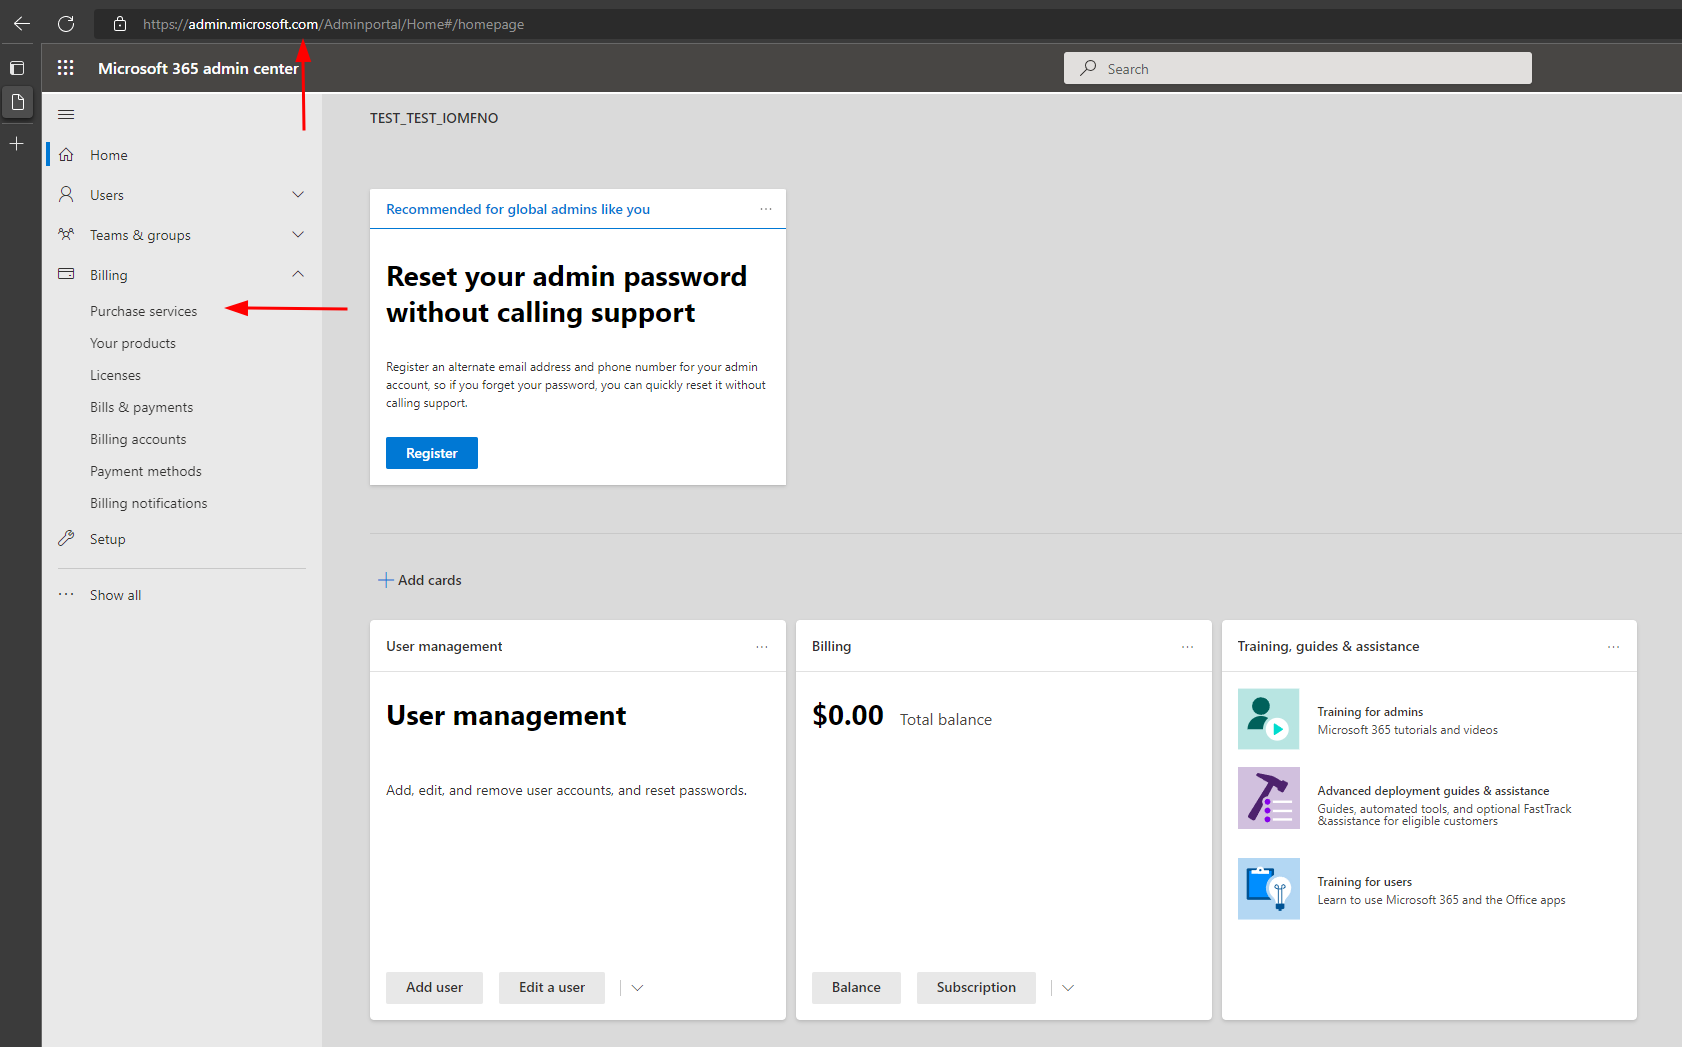 https://admin.microsoft.com/Adminportal/Home#/homepage
Microsoft 365 admin center
Search
TEST_TEST_IOMFNO
Home
Users
Teams & groups
Billing
Purchase services
Your products
Licenses
Bills & payments
Billing accounts
Payment methods
Billing notifications
Setup
Show all
Recommended for global admins like you
Reset your admin password
without calling support
Register an alternate email address and phone number for your admin
account, so if you forget your password, you can quickly reset it without
calling support.
Register
Add cards
User management
User management
Add, edit, and remove user accounts, and reset passwords.
Add user
Edit a user
Billing
$0.00 Total balance
Balance
Subscription
Training, guides & assistance
Training for admins
Microsoft 365 tutorials and videos
Advanced deployment guides & assistance
Guides, automated tools, and optional FastTrack
&assistance for eligible customers
Training for users
Learn to use Microsoft 365 and the Office apps